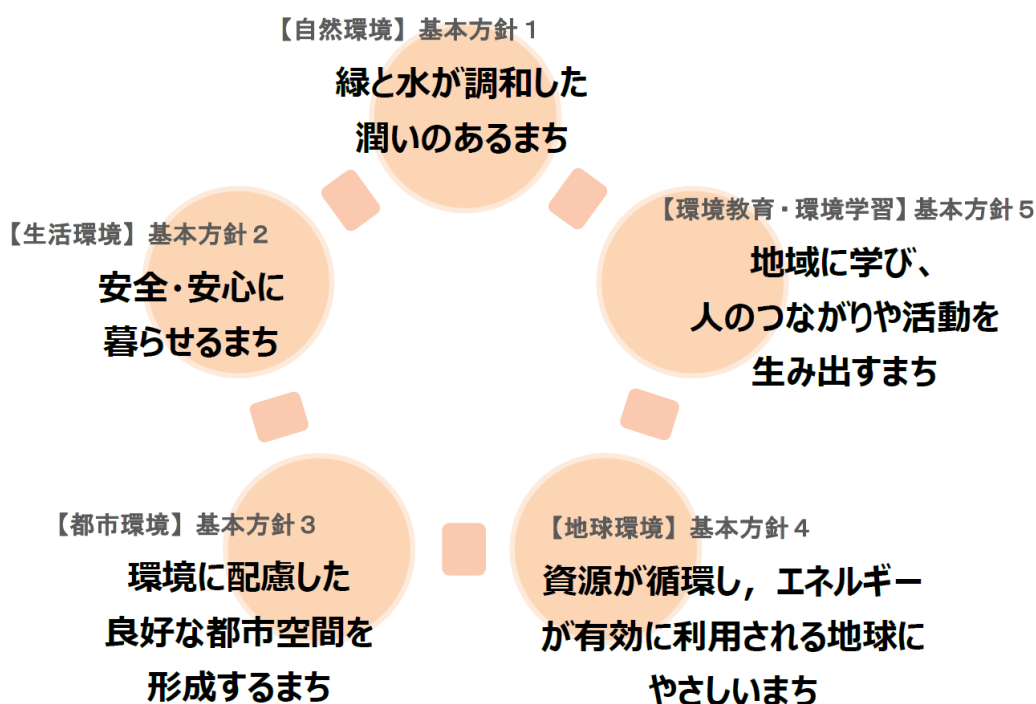 【自然環境】基本方針１
緑と水が調和した
潤いのあるまち
【生活環境】基本方針２
安全・安心に
暮らせるまち
【都市環境】基本方針３
環境に配慮した
良好な都市空間を
形成するまち
【地球環境】基本方針４
資源が循環し，エネルギー
が有効に利用される地球に
やさしいまち
【環境教育・環境学習】基本方針５
地域に学び、
人のつながりや活動を
生み出すまち